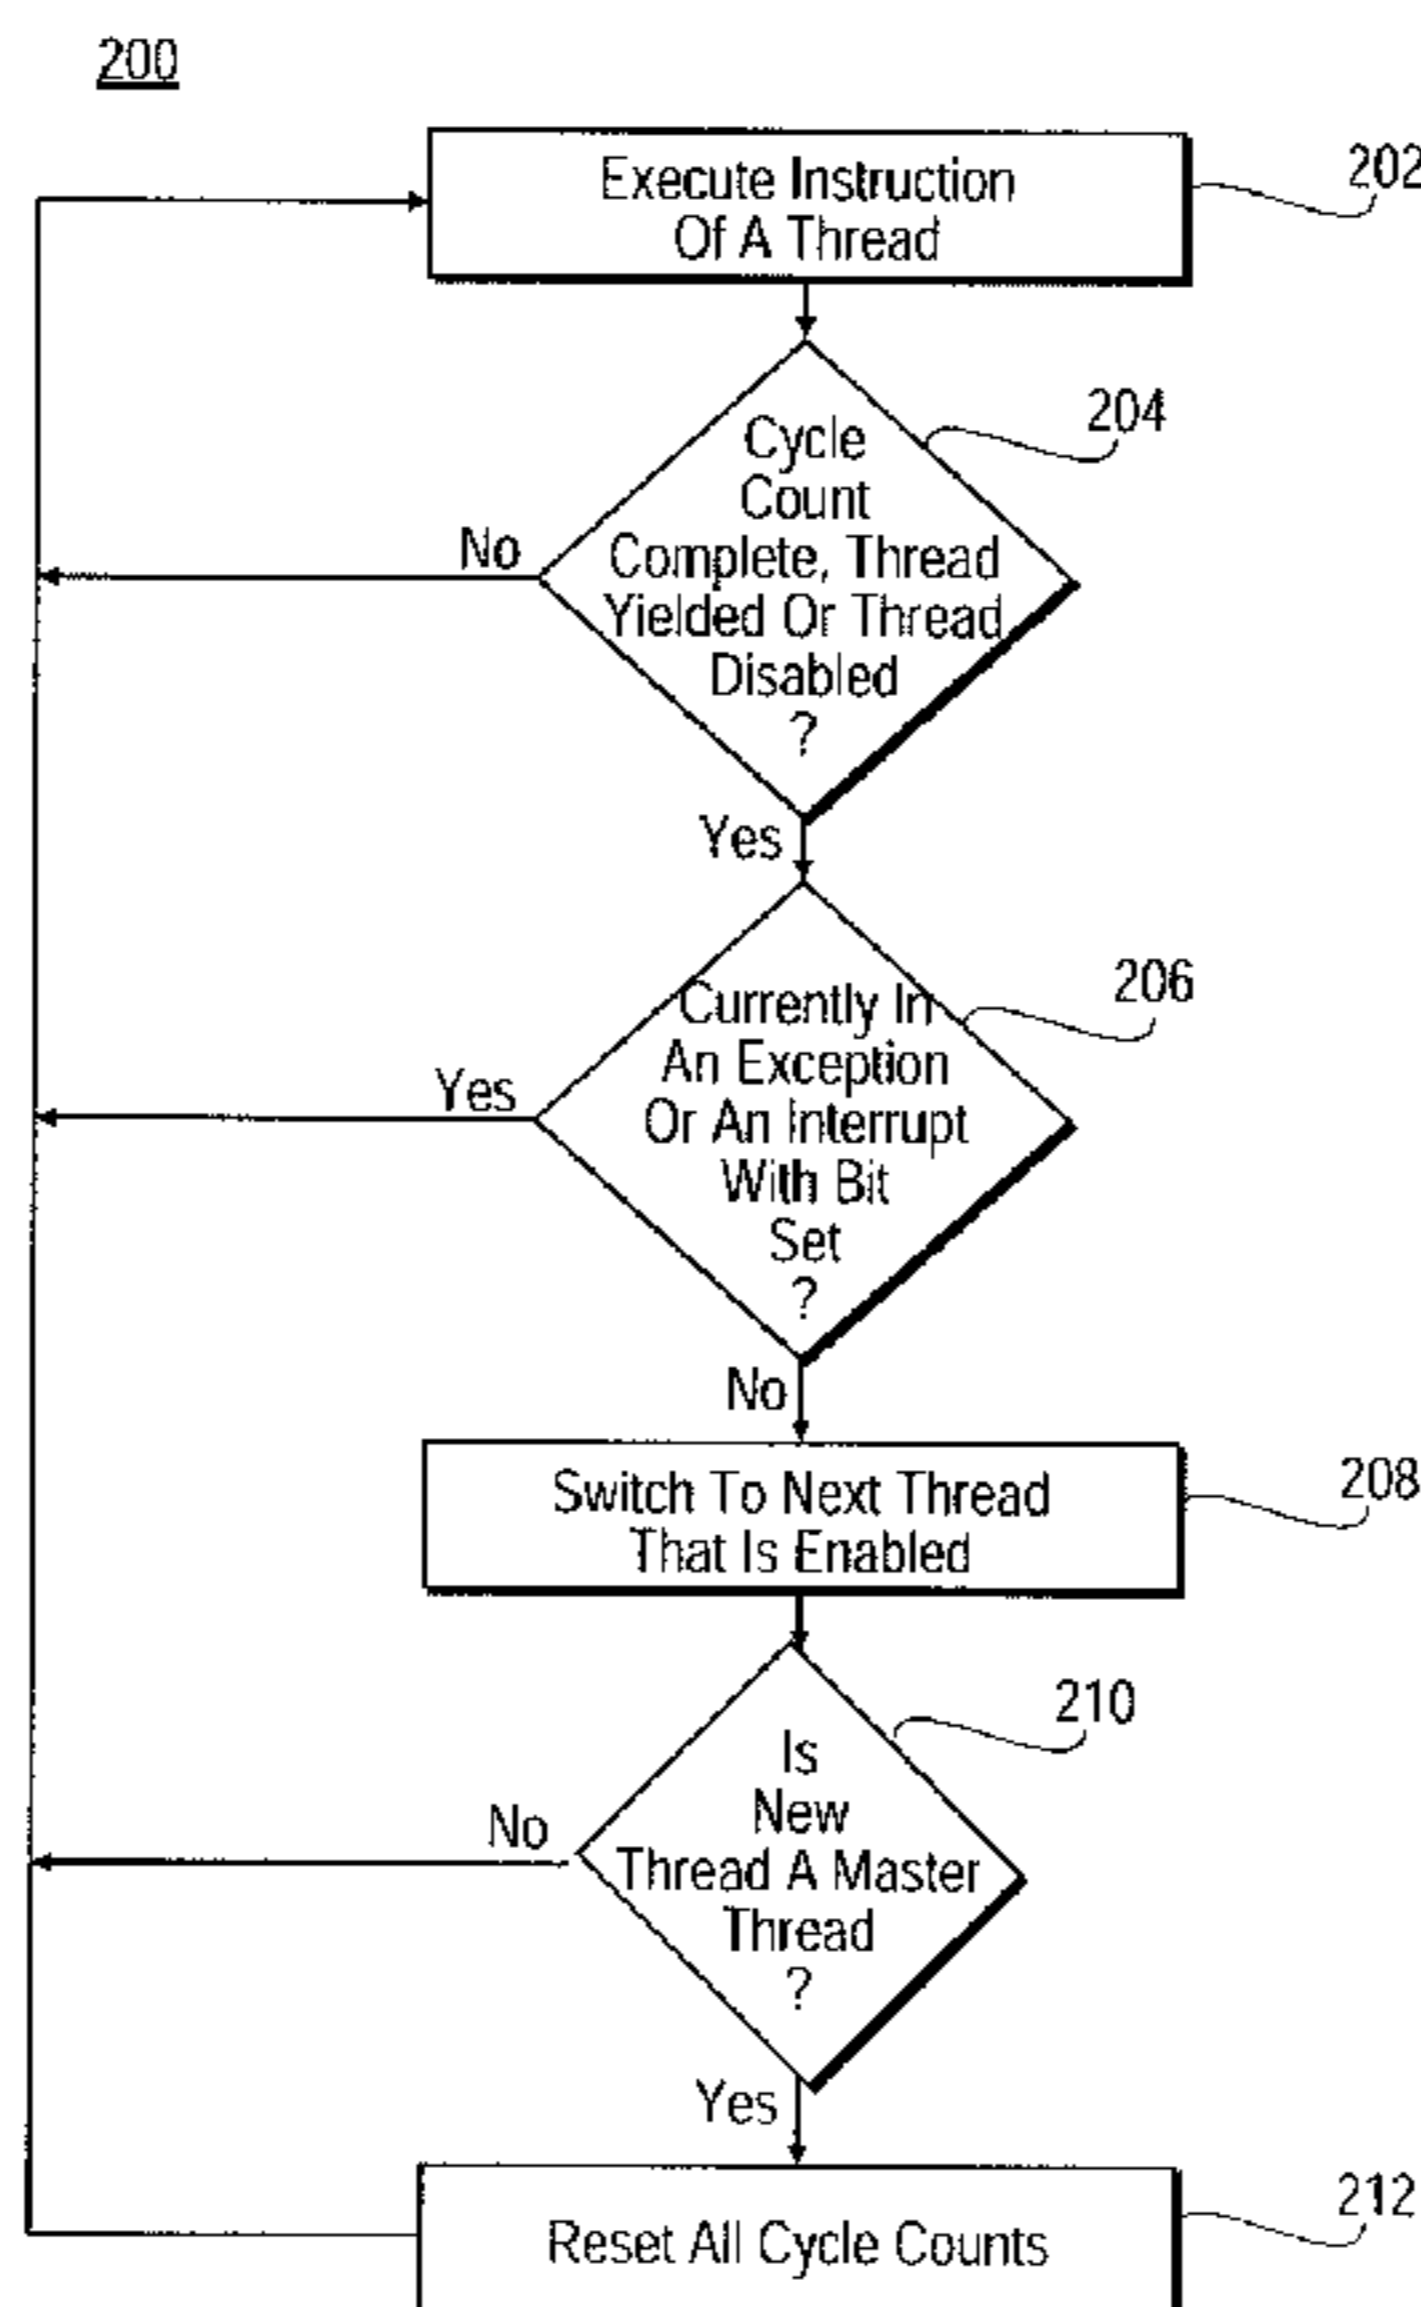 200
Execute Instruction
Of A Thread
202
Cycle
Count
Complete, Thread
Yielded Or Thread
Disabled
?
204
No
Yes
Currently In
An Exception
Or An Interrupt
With Bit
Set
?
206
Yes
No
Switch To Next Thread
That Is Enabled
208
Is
New
Thread A Master
Thread
?
210
No
Yes
Reset All Cycle Counts
212